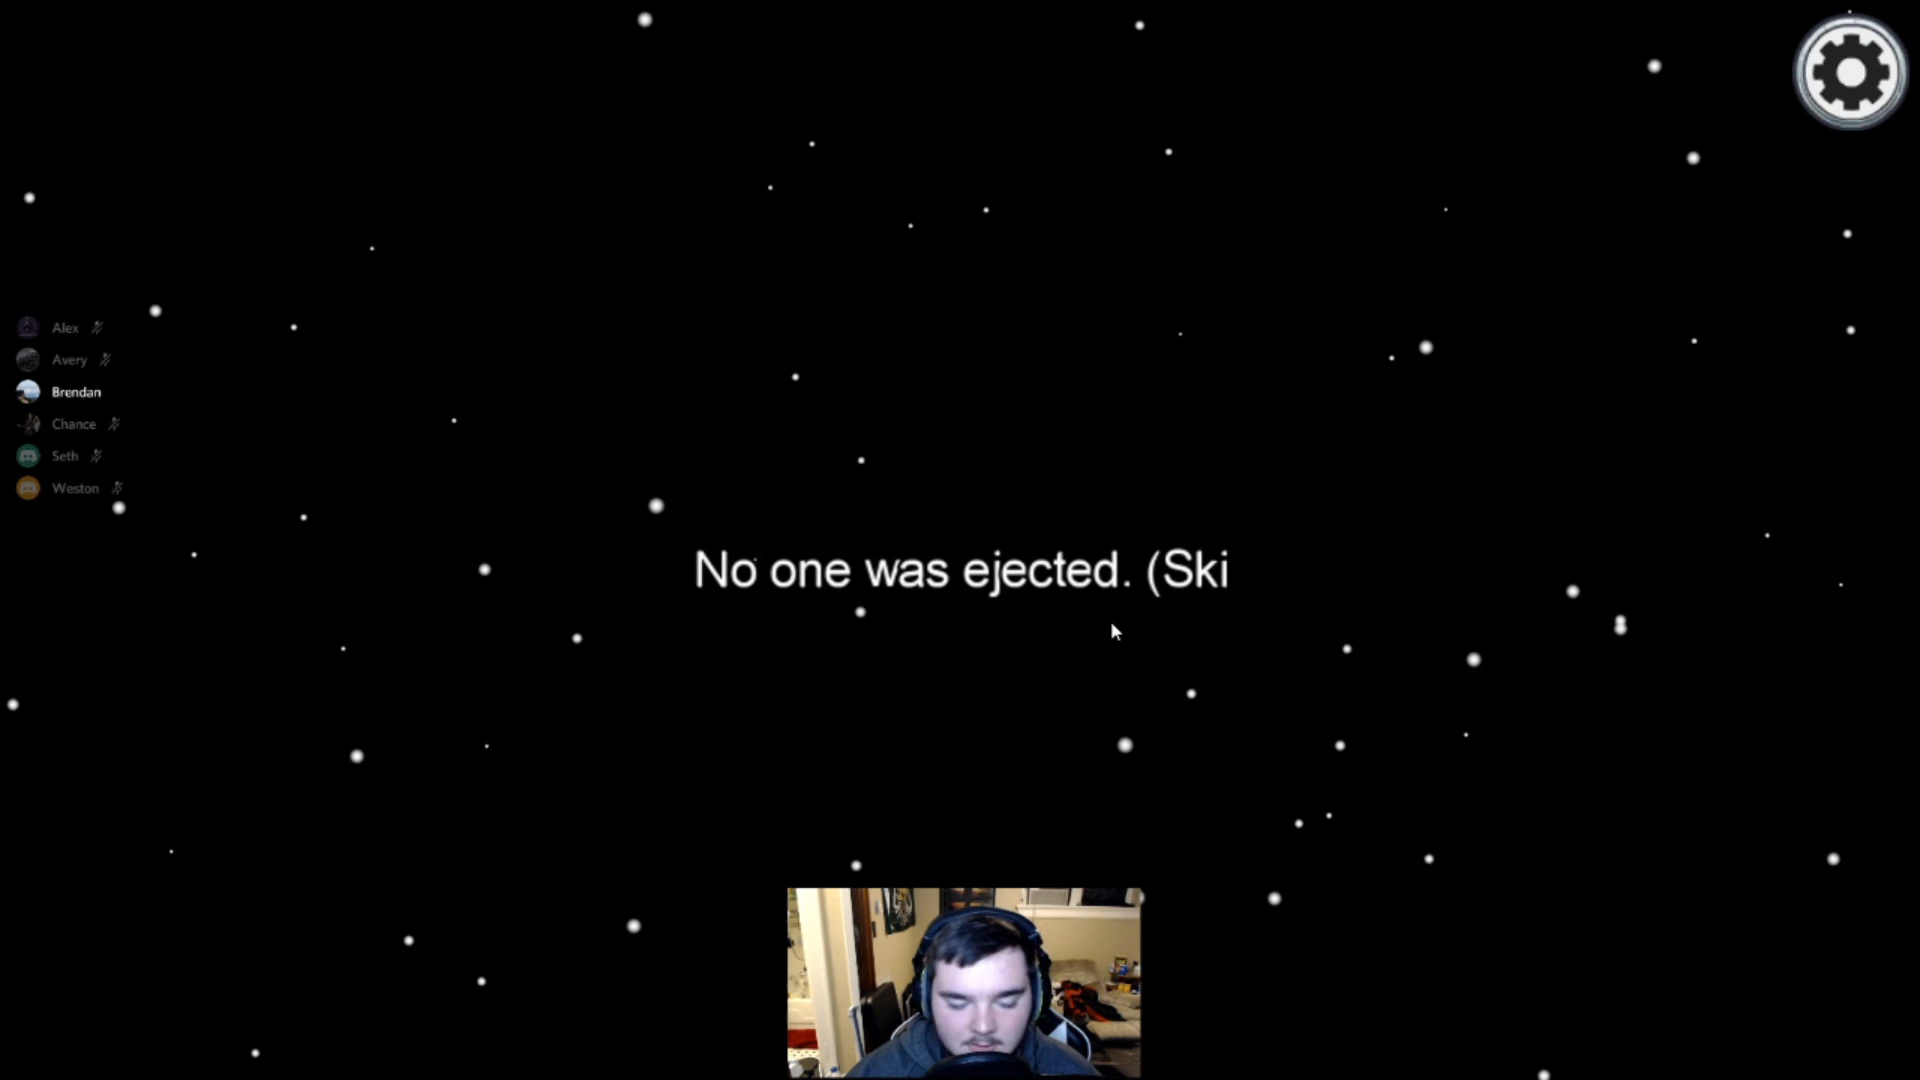 Alex
Avery
Brendan
Chance
Seth
Weston
No one was ejected. (Ski